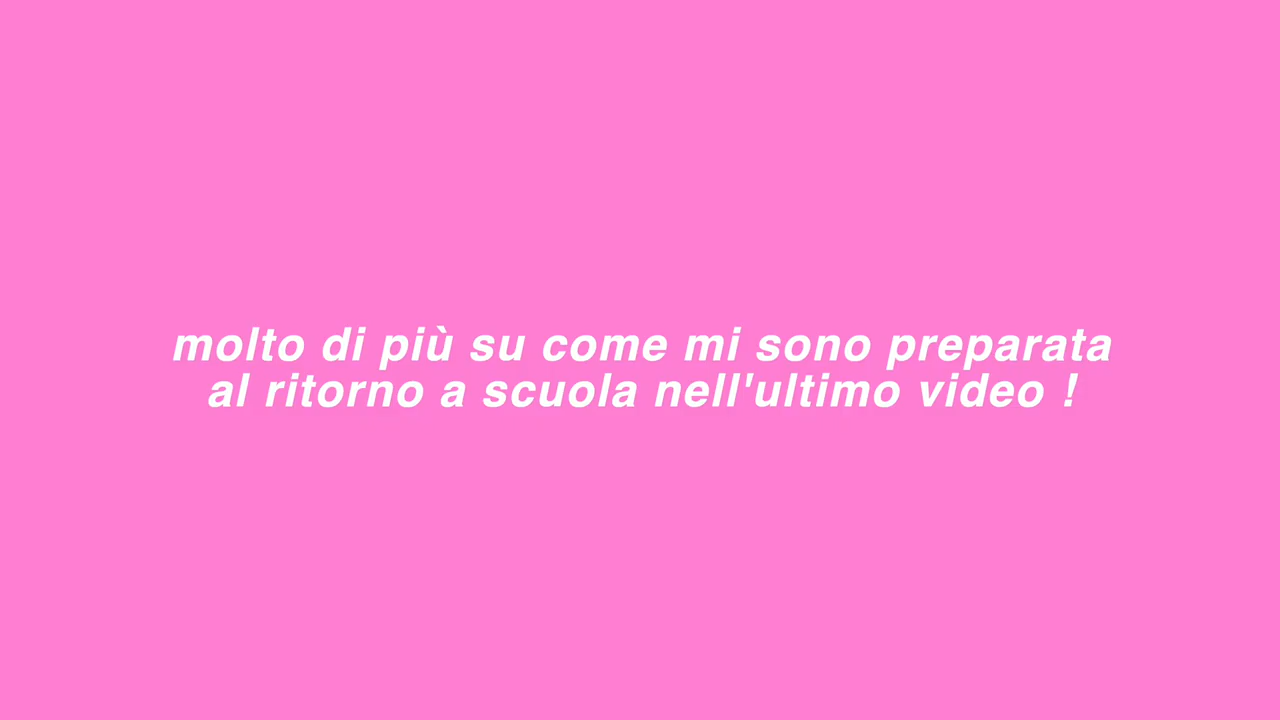 molto di più su come mi sono preparata
al ritorno a scuola nell'ultimo video !